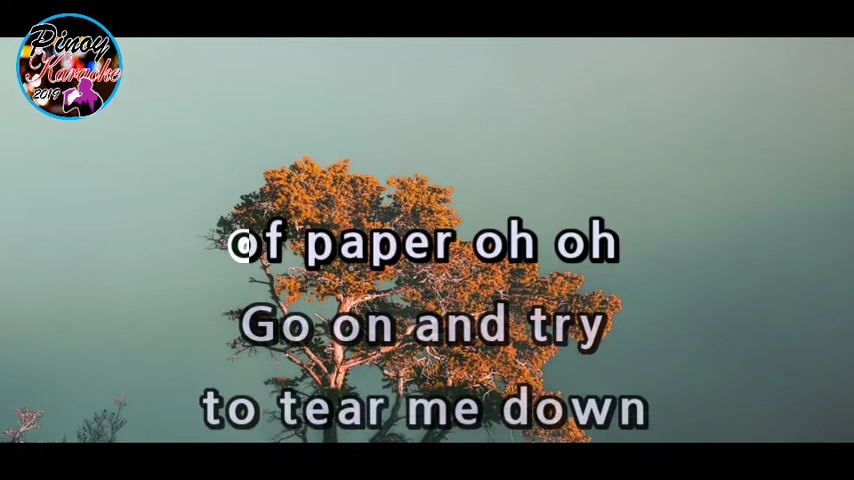 Pinoy
Karaoke
2019
of paper oh oh
Go on and try
to tear me down